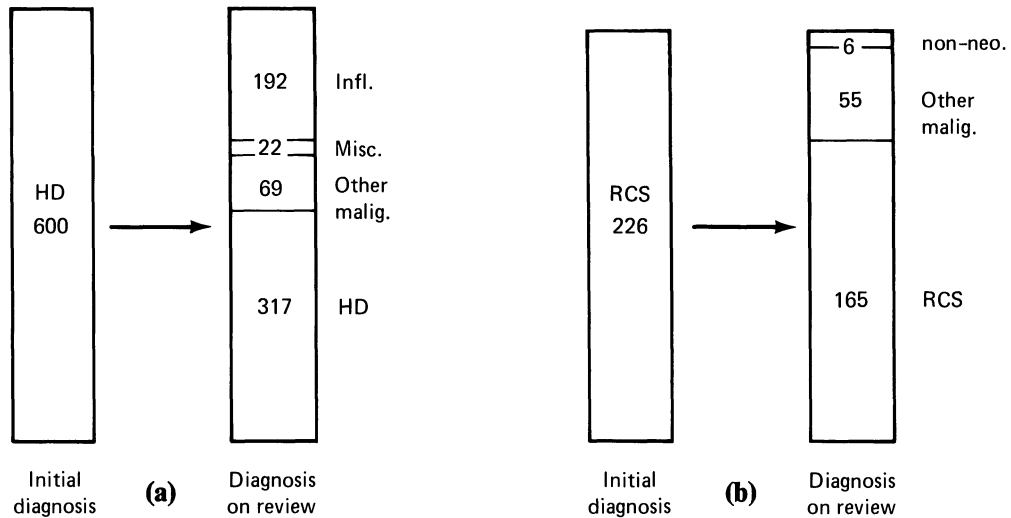 HD
600
192
Infl.
22
Misc.
69
Other
malig.
317
HD
Initial
diagnosis
(a)
Diagnosis
on review
RCS
226
6
non-neo.
55
Other
malig.
165
RCS
Initial
diagnosis
(b)
Diagnosis
on review